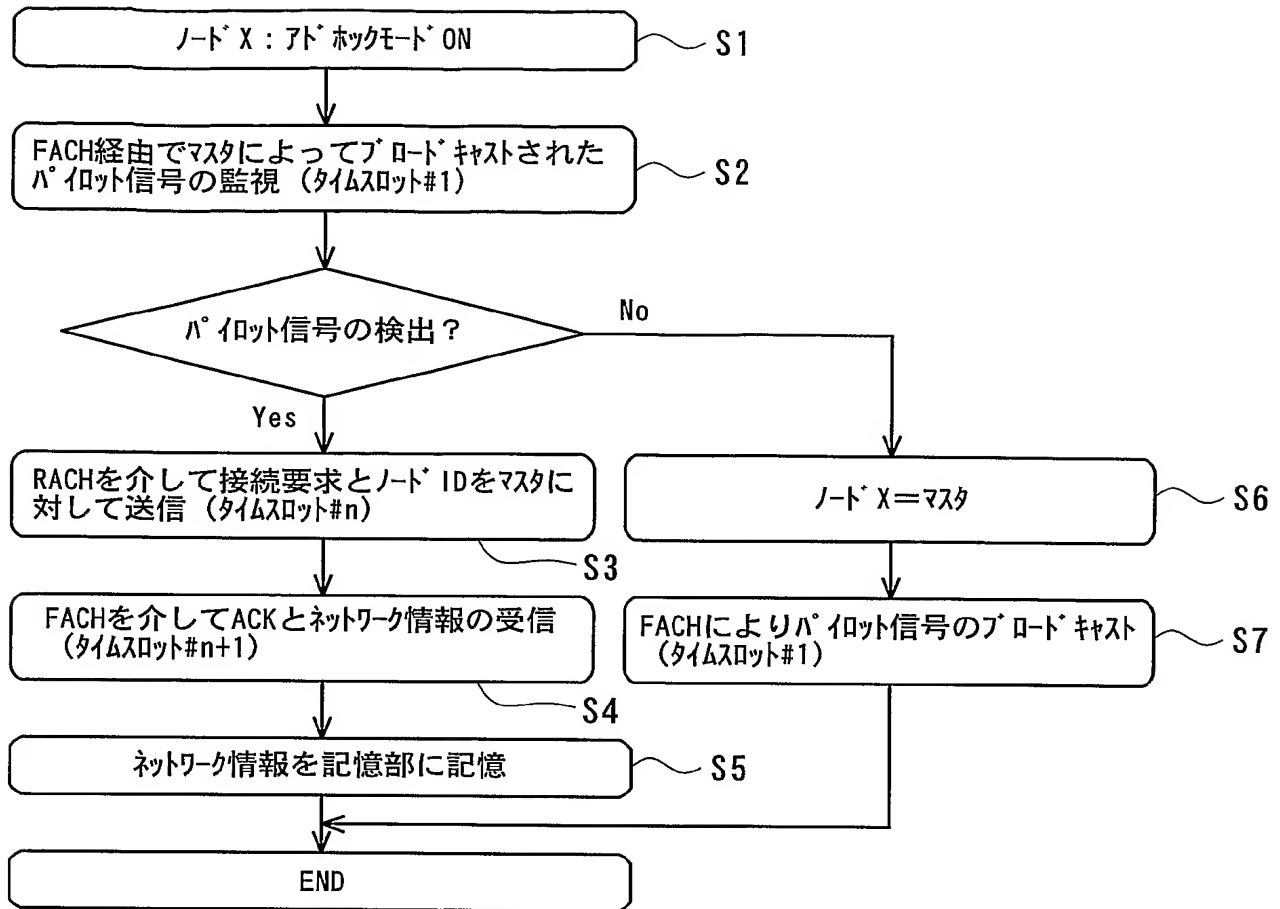 ﾉｰﾄﾞX:ｱﾄﾞﾎｯｸﾓｰﾄﾞON
S1
FACH経由でﾏｽﾀによってﾌﾞﾛｰﾄﾞｷｬｽﾄされた
ﾊﾟｲﾛｯﾄ信号の監視(ﾀｲﾑｽﾛｯﾄ#1)
S2
ﾊﾟｲﾛｯﾄ信号の検出?
No
Yes
RACHを介して接続要求とﾉｰﾄﾞIDをﾏｽﾀに
対して送信(ﾀｲﾑｽﾛｯﾄ#n)
S3
ﾉｰﾄﾞX=ﾏｽﾀ
S6
FACHを介してACKとﾈｯﾄﾜｰｸ情報の受信
(ﾀｲﾑｽﾛｯﾄ#n+1)
S4
FACHによりﾊﾟｲﾛｯﾄ信号のﾌﾞﾛｰﾄﾞｷｬｽﾄ
(ﾀｲﾑｽﾛｯﾄ#1)
S7
ﾈｯﾄﾜｰｸ情報を記憶部に記憶
S5
END